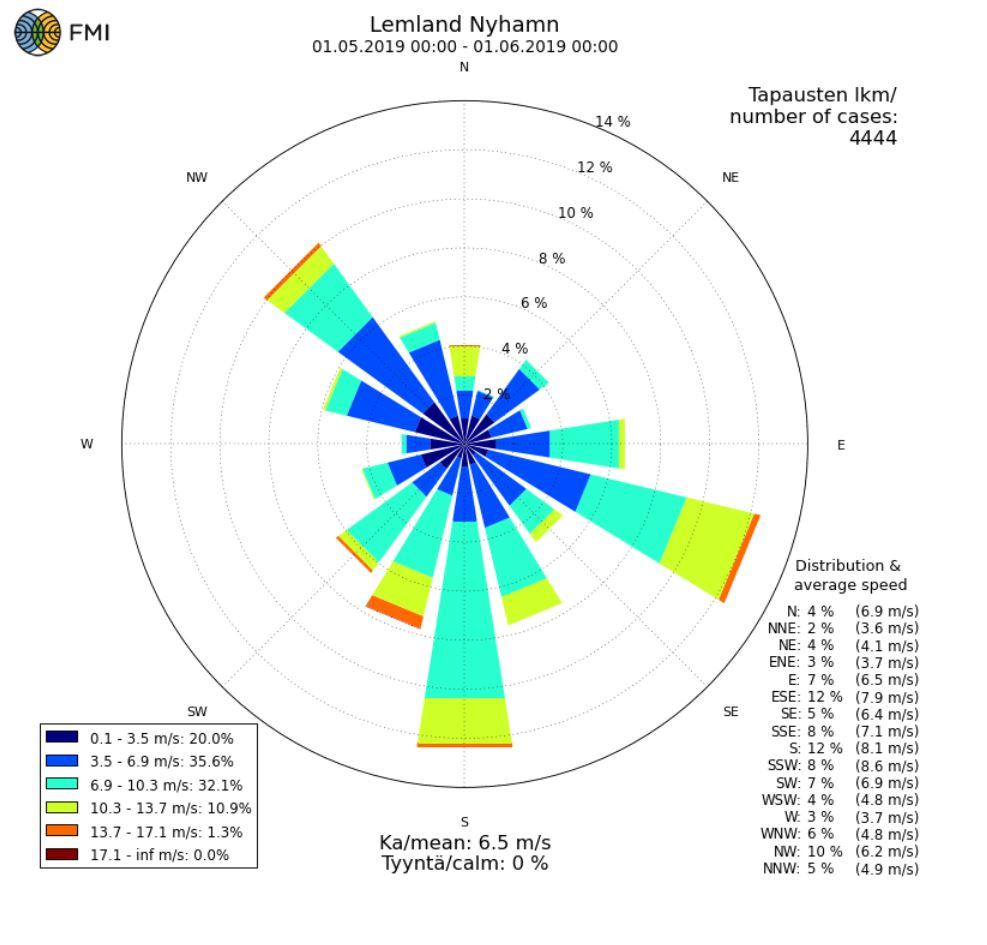 FMI
Lemland Nyhamn
01.05.2019 00:00 - 01.06.2019 00:00
N
Tapausten lkm/
number of cases:
4444
14 %
12 %
10 %
8 %
6 %
4 %
2 %
NW
NE
W
E
SW
SE
S
Distribution &
average speed
N: 4 % (6.9 m/s)
NNE: 2 % (3.6 m/s)
NE: 4 % (4.1 m/s)
ENE: 3 % (3.7 m/s)
E: 7 % (6.5 m/s)
ESE: 12 % (7.9 m/s)
SE: 5 % (6.4 m/s)
SSE: 8 % (7.1 m/s)
S: 12 % (8.1 m/s)
SSW: 8 % (8.6 m/s)
SW: 7 % (6.9 m/s)
WSW: 4 % (4.8 m/s)
W: 3 % (3.7 m/s)
WNW: 6 % (4.8 m/s)
NW: 10 % (6.2 m/s)
NNW: 5 % (4.9 m/s)
0.1 - 3.5 m/s: 20.0%
3.5 - 6.9 m/s: 35.6%
6.9 - 10.3 m/s: 32.1%
10.3 - 13.7 m/s: 10.9%
13.7 - 17.1 m/s: 1.3%
17.1 - inf m/s: 0.0%
Ka/mean: 6.5 m/s
Tyyntä/calm: 0 %